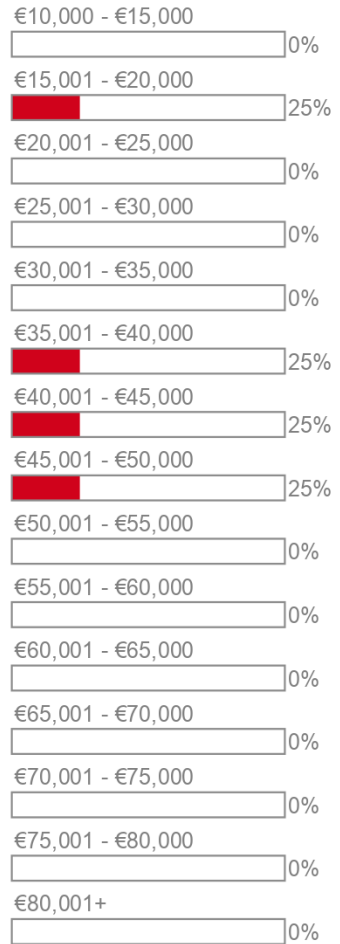 €10,000 - €15,000
0%
€15,001 - €20,000
25%
€20,001 - €25,000
0%
€25,001 - €30,000
0%
€30,001 - €35,000
0%
€35,001 - €40,000
25%
€40,001 - €45,000
25%
€45,001 - €50,000
25%
€50,001 - €55,000
0%
€55,001 - €60,000
0%
€60,001 - €65,000
0%
€65,001 - €70,000
0%
€70,001 - €75,000
0%
€75,001 - €80,000
0%
€80,001+
0%